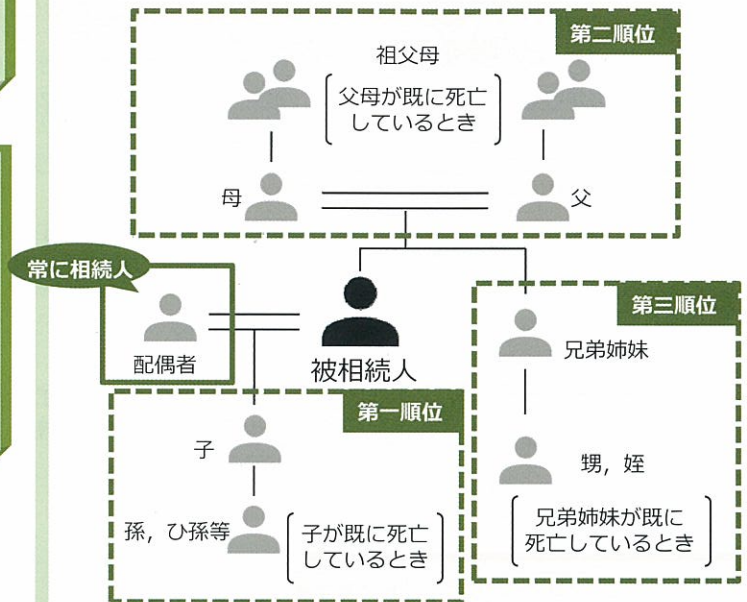 第二順位
祖父母
父母が既に死亡
しているとき
母
父
常に相続人
配偶者
被相続人
第三順位
兄弟姉妹
甥，姪
兄弟姉妹が既に
死亡しているとき
第一順位
子
孫，ひ孫等
子が既に死亡
しているとき